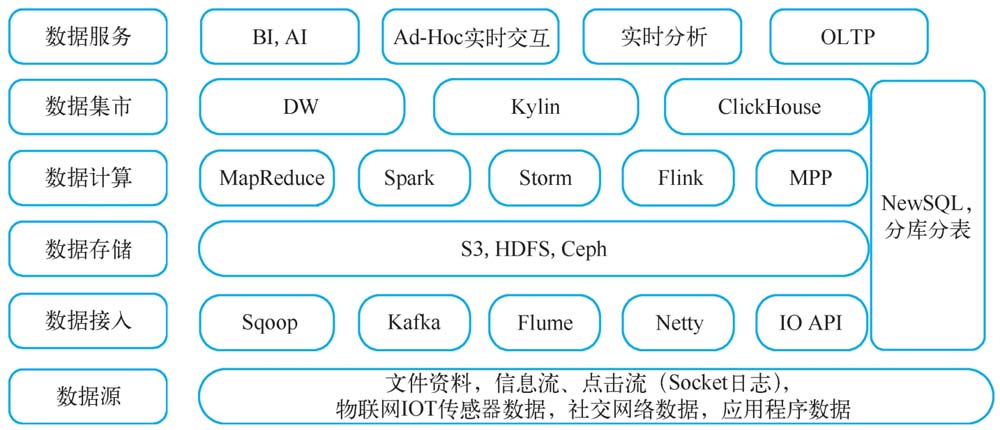 数据服务
BI, AI
Ad-Hoc实时交互
实时分析
OLTP
数据集市
DW
Kylin
ClickHouse
数据计算
MapReduce
Spark
Storm
Flink
MPP
NewSQL,
分库分表
数据存储
S3, HDFS, Ceph
数据接入
Sqoop
Kafka
Flume
Netty
IO API
数据源
文件资料，信息流、点击流（Socket日志），
物联网IOT传感器数据，社交网络数据，应用程序数据